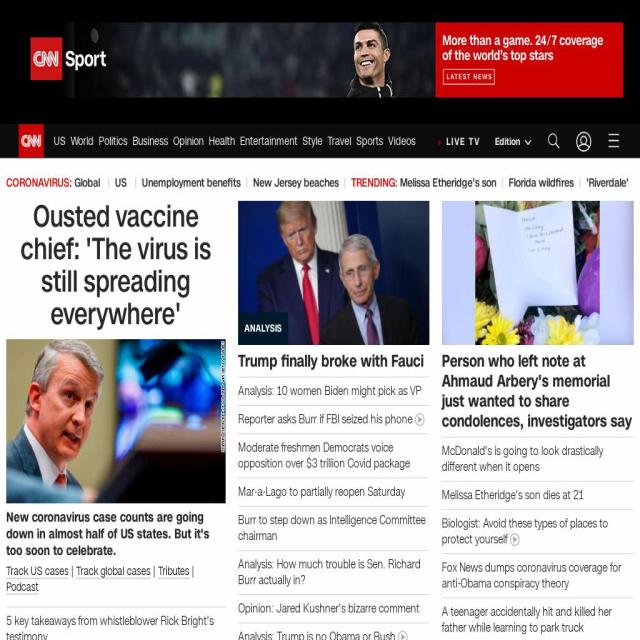 CNN Sport
More than a game. 24/7 coverage
of the world's top stars
LATEST NEWS
CNN US World Politics Business Opinion Health Entertainment Style Travel Sports Videos LIVE TV Edition
CORONAVIRUS: Global | US | Unemployment benefits | New Jersey beaches | TRENDING: Melissa Etheridge's son | Florida wildfires | 'Riverdale'
Ousted vaccine
chief: 'The virus is
still spreading
everywhere'
New coronavirus case counts are going
down in almost half of US states. But it's
too soon to celebrate.
Track US cases | Track global cases | Tributes |
Podcast
5 key takeaways from whistleblower Rick Bright's
testimony
ANALYSIS
Trump finally broke with Fauci
Analysis: 10 women Biden might pick as VP
Reporter asks Burr if FBI seized his phone
Moderate freshmen Democrats voice
opposition over $3 trillion Covid package
Mar-a-Lago to partially reopen Saturday
Burr to step down as Intelligence Committee
chairman
Analysis: How much trouble is Sen. Richard
Burr actually in?
Opinion: Jared Kushner's bizarre comment
Analysis: Trump is no Obama or Bush
Person who left note at
Ahmaud Arbery's memorial
just wanted to share
condolences, investigators say
McDonald's is going to look drastically
different when it opens
Melissa Etheridge's son dies at 21
Biologist: Avoid these types of places to
protect yourself
Fox News dumps coronavirus coverage for
anti-Obama conspiracy theory
A teenager accidentally hit and killed her
father while learning to park truck